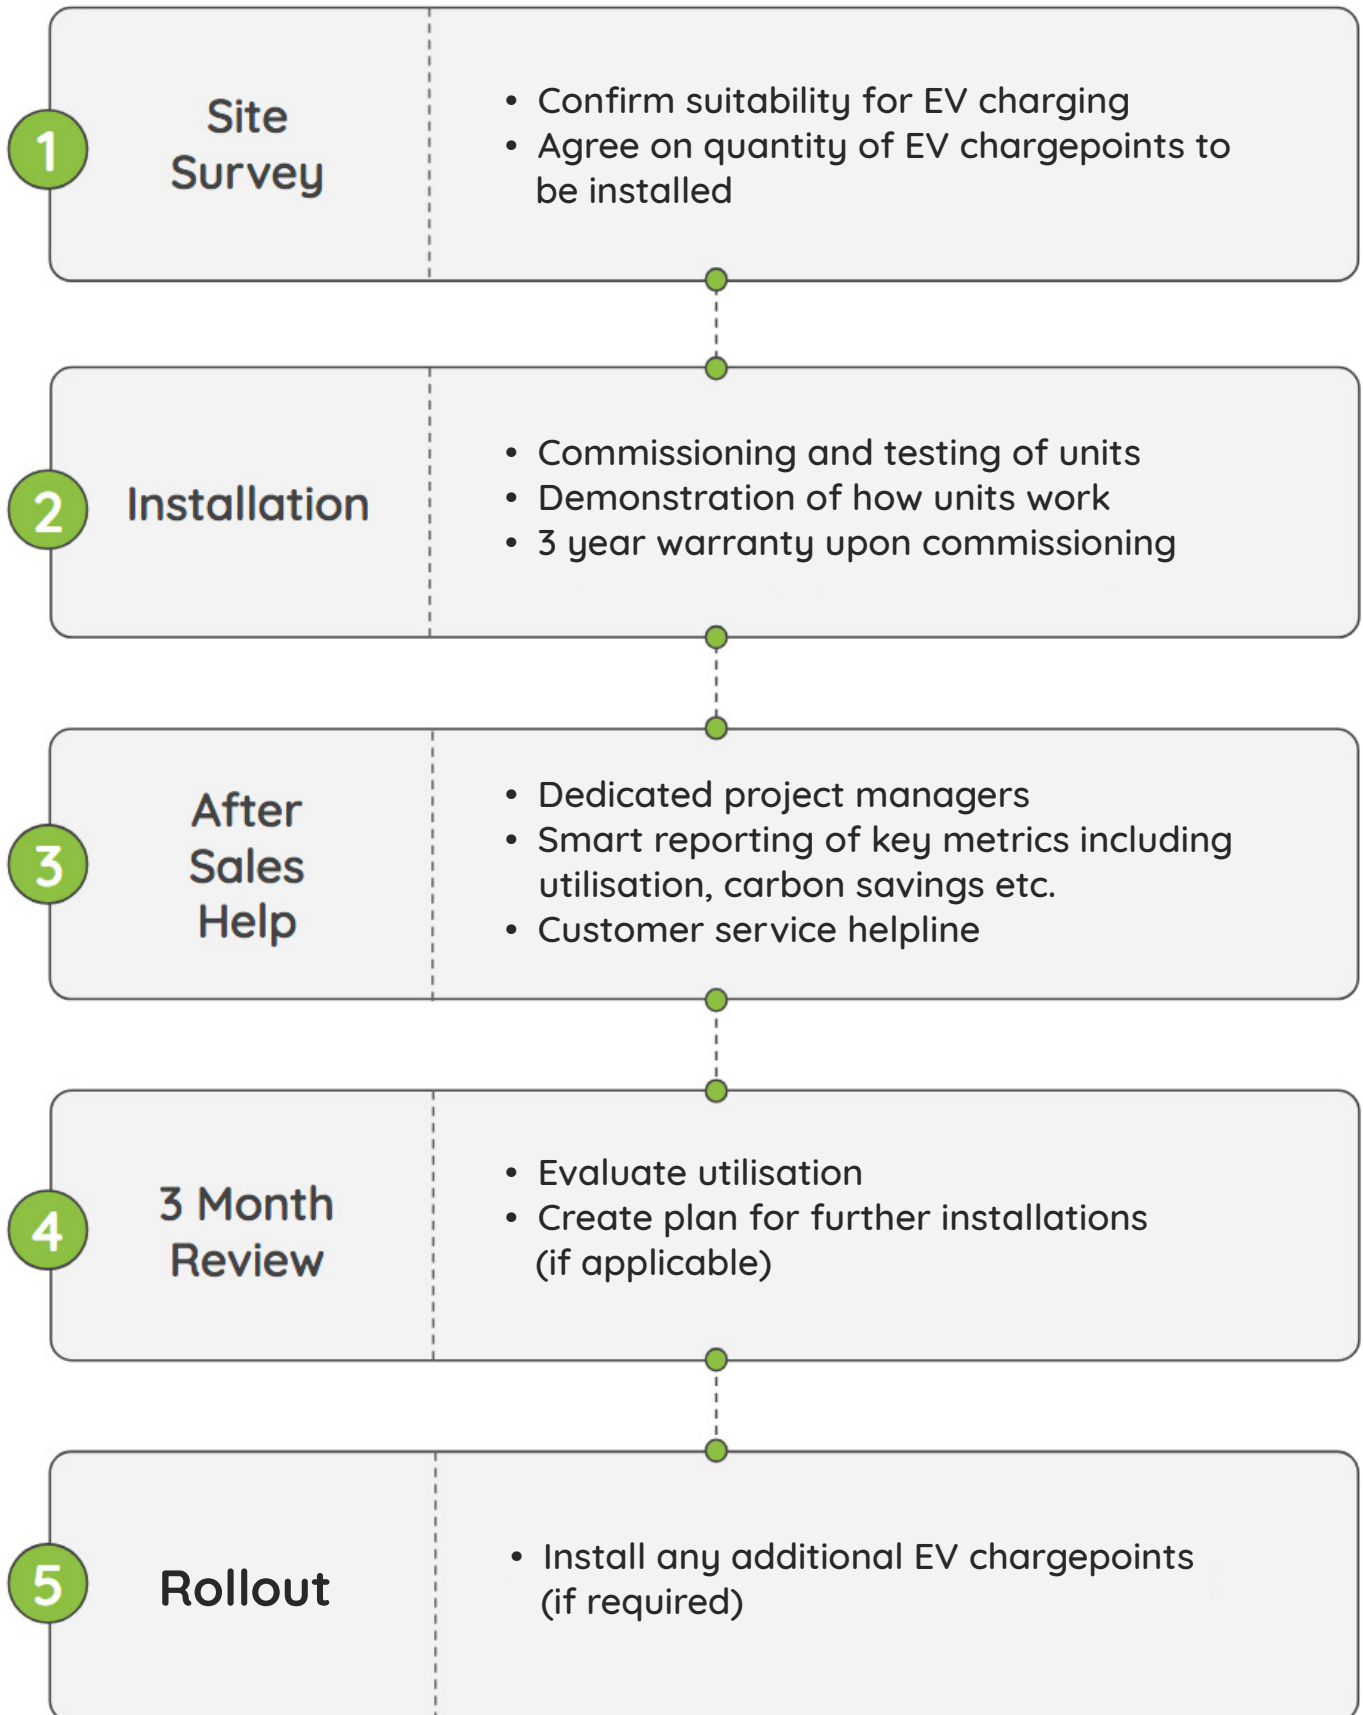 1
Site
Survey
• Confirm suitability for EV charging
• Agree on quantity of EV chargepoints to
be installed
2
Installation
• Commissioning and testing of units
• Demonstration of how units work
• 3 year warranty upon commissioning
3
After
Sales
Help
• Dedicated project managers
• Smart reporting of key metrics including
utilisation, carbon savings etc.
• Customer service helpline
4
3 Month
Review
• Evaluate utilisation
• Create plan for further installations
(if applicable)
5
Rollout
• Install any additional EV chargepoints
(if required)